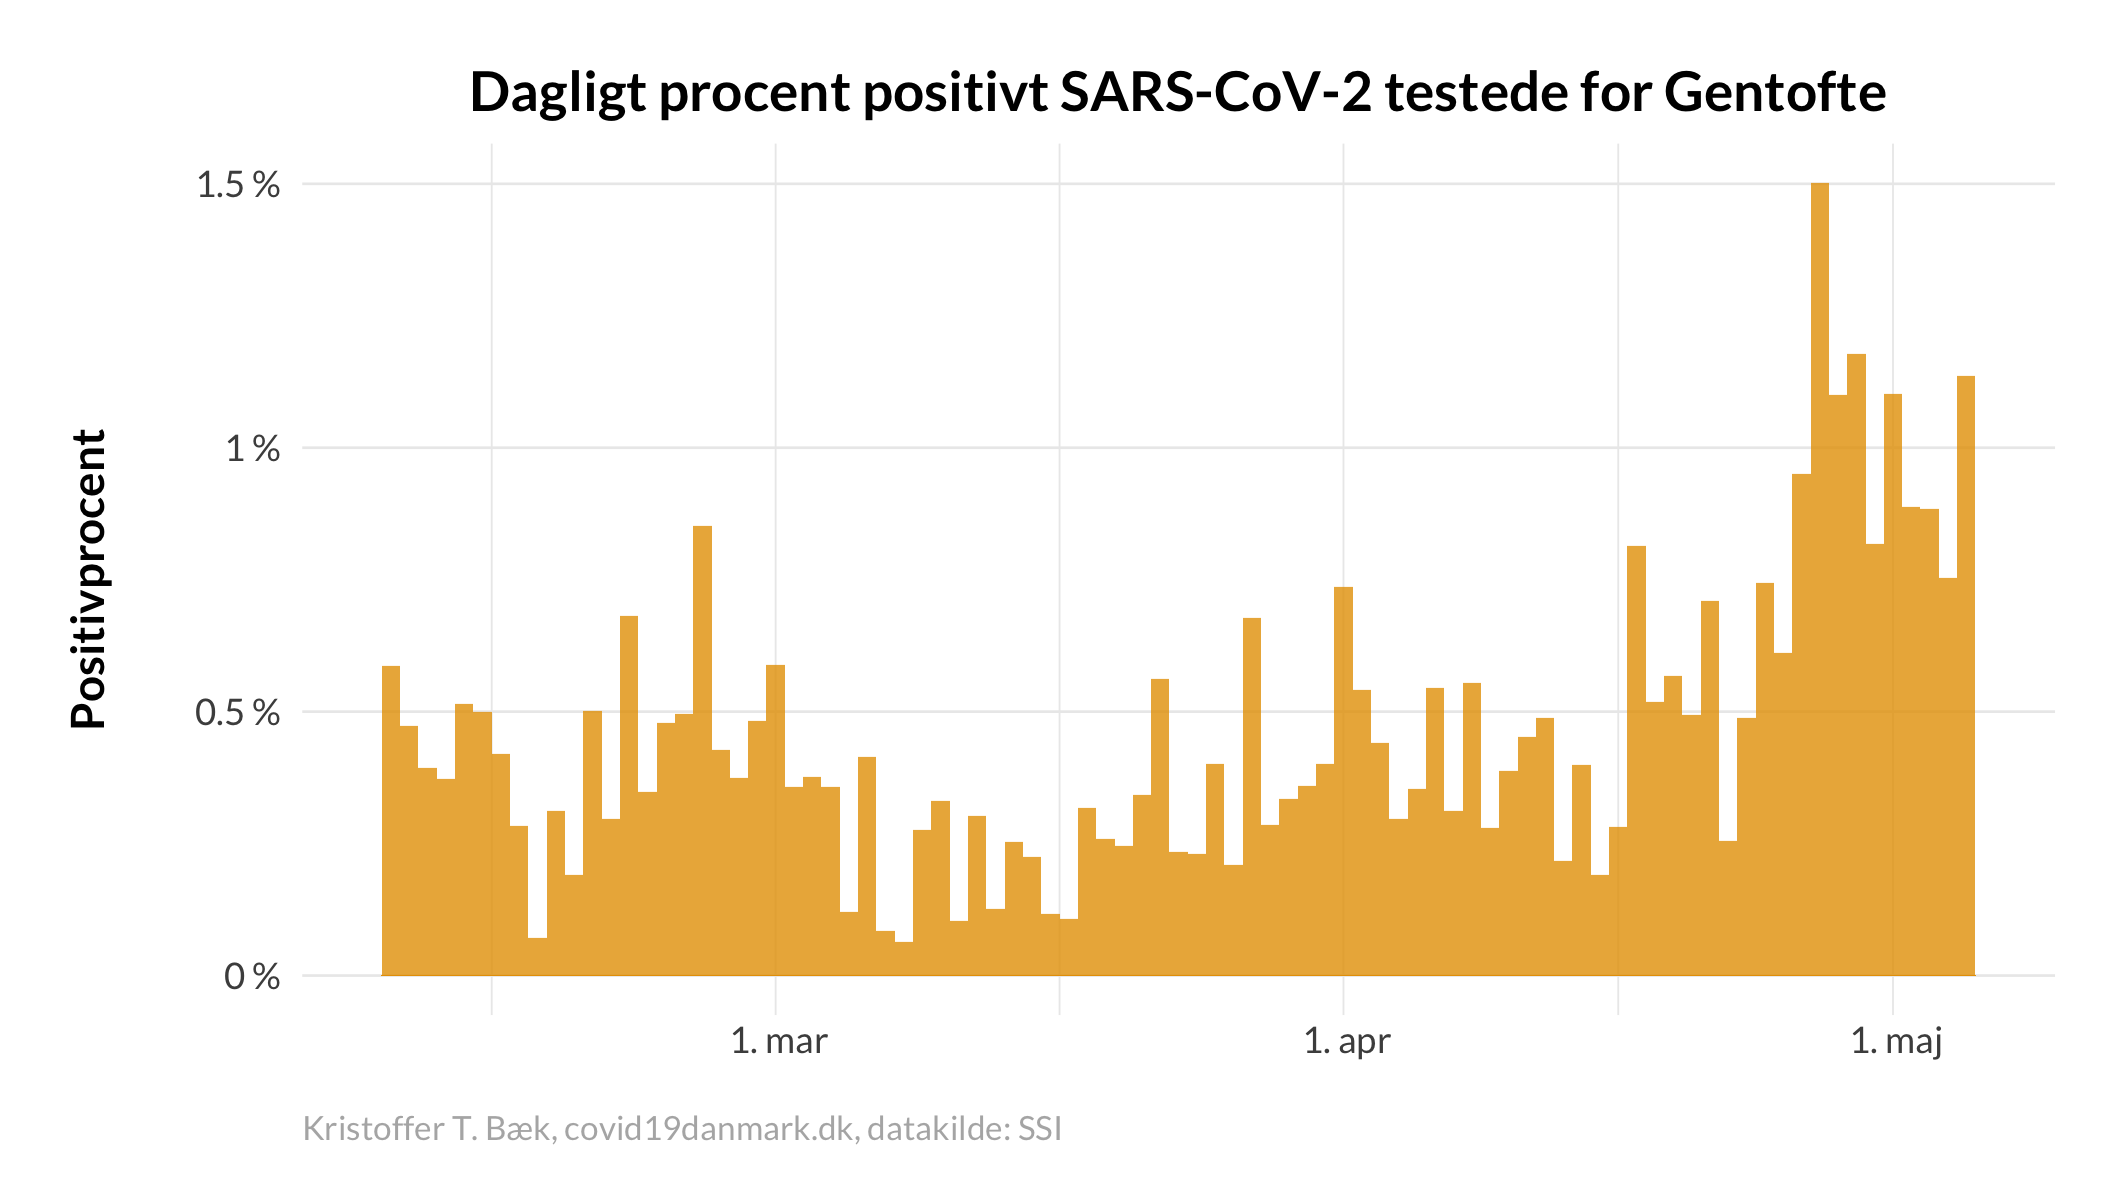 Dagligt procent positivt SARS-CoV-2 testede for Gentofte
Positivprocent
1.5 %
1 %
0.5 %
0 %
1. mar
1. apr
1. maj
Kristoffer T. Bæk, covid19danmark.dk, datakilde: SSI